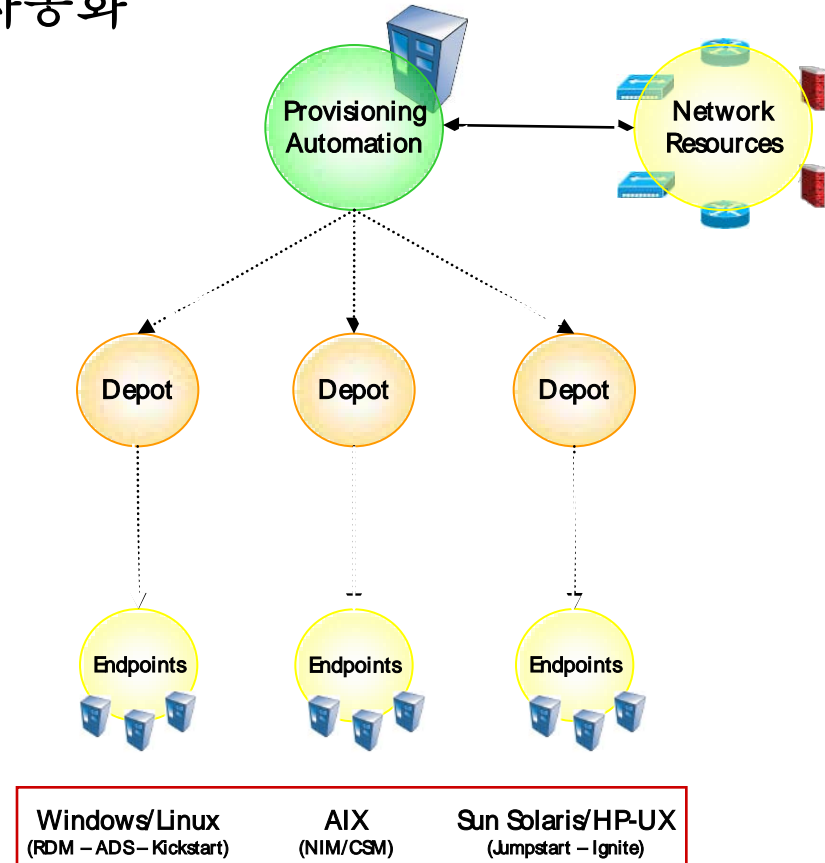 Provisioning
Automation
Network
Resources
Depot
Depot
Depot
Endpoints
Endpoints
Endpoints
Windows/Linux
(RDM – ADS – Kickstart)
AIX
(NIM/CSM)
Sun Solaris/HP-UX
(Jumpstart – Ignite)